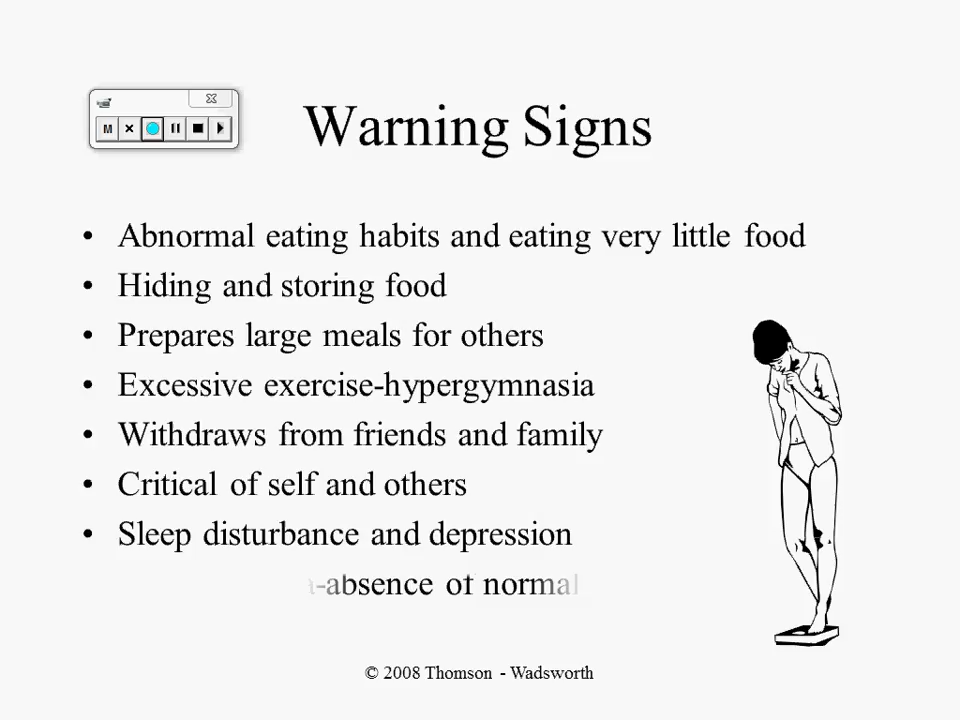 M
Warning Signs
• Abnormal eating habits and eating very little food
• Hiding and storing food
• Prepares large meals for others
• Excessive exercise-hypergymnasia
• Withdraws from friends and family
• Critical of self and others
• Sleep disturbance and depression
-absence of normal
© 2008 Thomson - Wadsworth